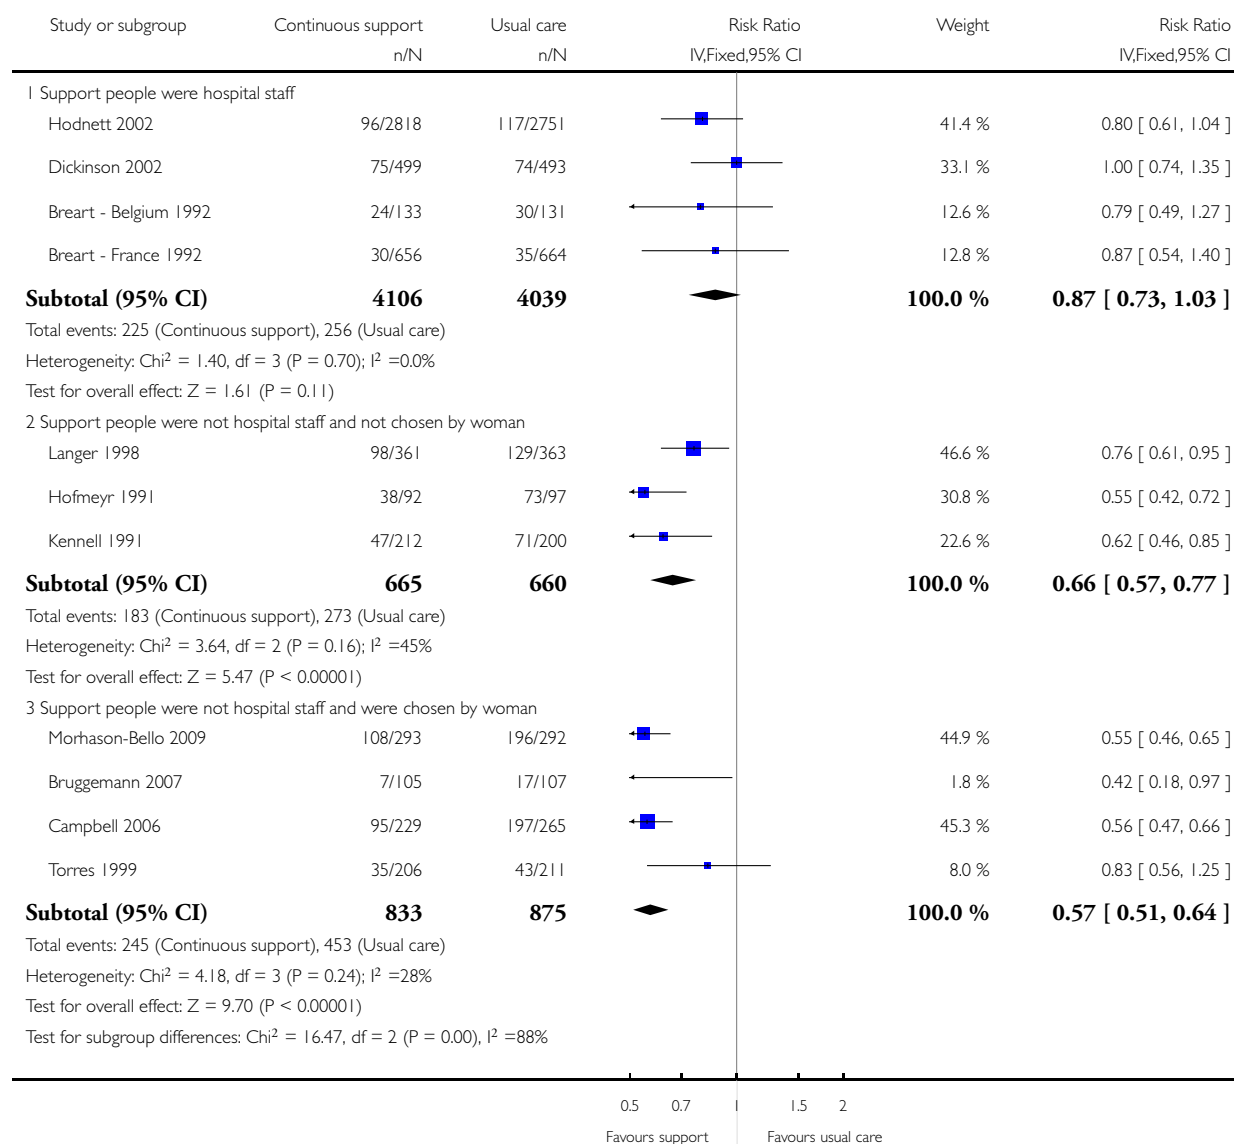 Study or subgroup Continuous support Usual care Risk Ratio Weight Risk Ratio
n/N n/N IV,Fixed,95% CI IV,Fixed,95% CI
1 Support people were hospital staff
Hodnett 2002 96/2818 117/2751 41.4 % 0.80 [ 0.61, 1.04 ]
Dickinson 2002 75/499 74/493 33.1 % 1.00 [ 0.74, 1.35 ]
Breart - Belgium 1992 24/133 30/131 12.6 % 0.79 [ 0.49, 1.27 ]
Breart - France 1992 30/656 35/664 12.8 % 0.87 [ 0.54, 1.40 ]
Subtotal (95% CI) 4106 4039 100.0 % 0.87 [ 0.73, 1.03 ]
Total events: 225 (Continuous support), 256 (Usual care)
Heterogeneity: Chi² = 1.40, df = 3 (P = 0.70); I² =0.0%
Test for overall effect: Z = 1.61 (P = 0.11)
2 Support people were not hospital staff and not chosen by woman
Langer 1998 98/361 129/363 46.6 % 0.76 [ 0.61, 0.95 ]
Hofmeyr 1991 38/92 73/97 30.8 % 0.55 [ 0.42, 0.72 ]
Kennell 1991 47/212 71/200 22.6 % 0.62 [ 0.46, 0.85 ]
Subtotal (95% CI) 665 660 100.0 % 0.66 [ 0.57, 0.77 ]
Total events: 183 (Continuous support), 273 (Usual care)
Heterogeneity: Chi² = 3.64, df = 2 (P = 0.16); I² =45%
Test for overall effect: Z = 5.47 (P < 0.00001)
3 Support people were not hospital staff and were chosen by woman
Morhason-Bello 2009 108/293 196/292 44.9 % 0.55 [ 0.46, 0.65 ]
Bruggemann 2007 7/105 17/107 1.8 % 0.42 [ 0.18, 0.97 ]
Campbell 2006 95/229 197/265 45.3 % 0.56 [ 0.47, 0.66 ]
Torres 1999 35/206 43/211 8.0 % 0.83 [ 0.56, 1.25 ]
Subtotal (95% CI) 833 875 100.0 % 0.57 [ 0.51, 0.64 ]
Total events: 245 (Continuous support), 453 (Usual care)
Heterogeneity: Chi² = 4.18, df = 3 (P = 0.24); I² =28%
Test for overall effect: Z = 9.70 (P < 0.00001)
Test for subgroup differences: Chi² = 16.47, df = 2 (P = 0.00), I² =88%
0.5 0.7 1 1.5 2
Favours support Favours usual care